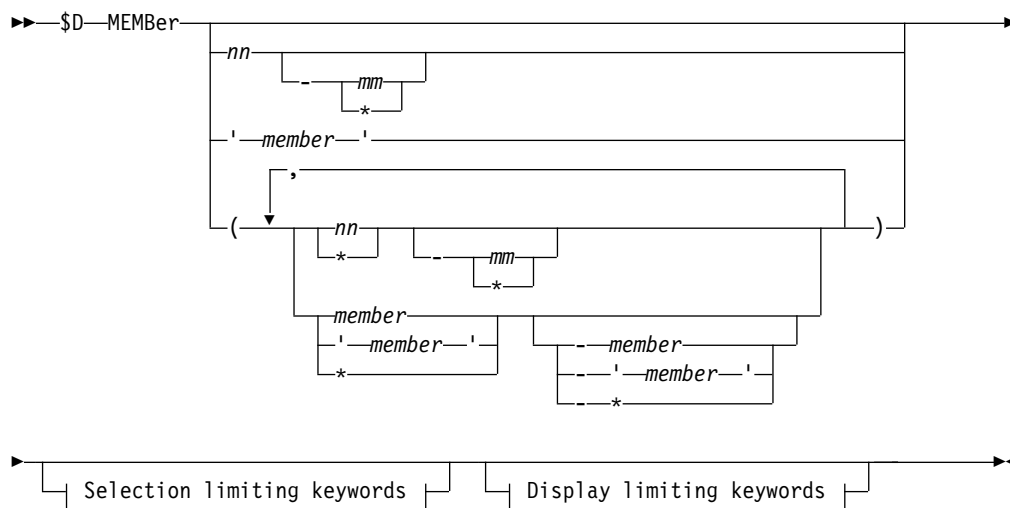 $D MEMBer
nn
- mm
*
' member '
,
( nn - mm )
* *
member - member
' member ' - ' member '
* - *
Selection limiting keywords Display limiting keywords